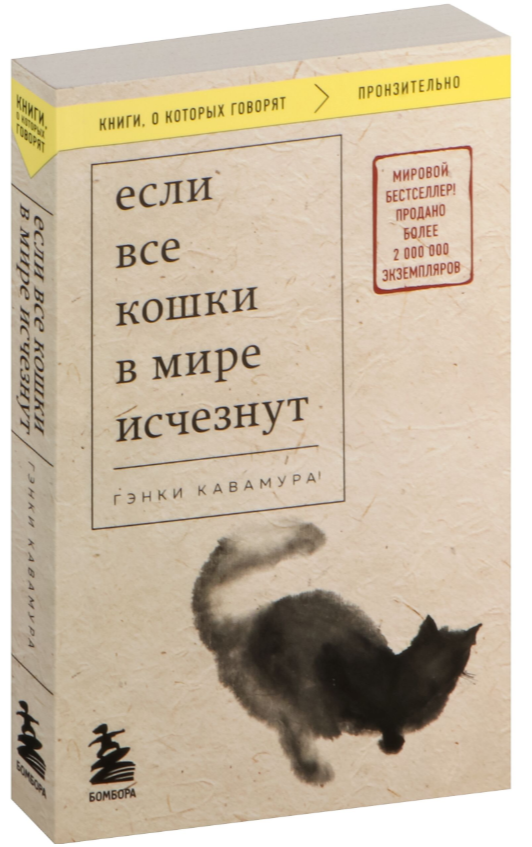 КНИГИ, О КОТОРЫХ ГОВОРЯТ
ПРОНЗИТЕЛЬНО
если
все
кошки
в мире
исчезнут
ГЭНКИ КАВАМУРА
МИРОВОЙ
БЕСТСЕЛЛЕР!
ПРОДАНО
БОЛЕЕ
2 000 000
ЭКЗЕМПЛЯРОВ
БОМБОРА
КНИГИ,
О КОТОРЫХ
ГОВОРЯТ
если все кошки
в мире исчезнут
ГЭНКИ КАВАМУРА
БОМБОРА